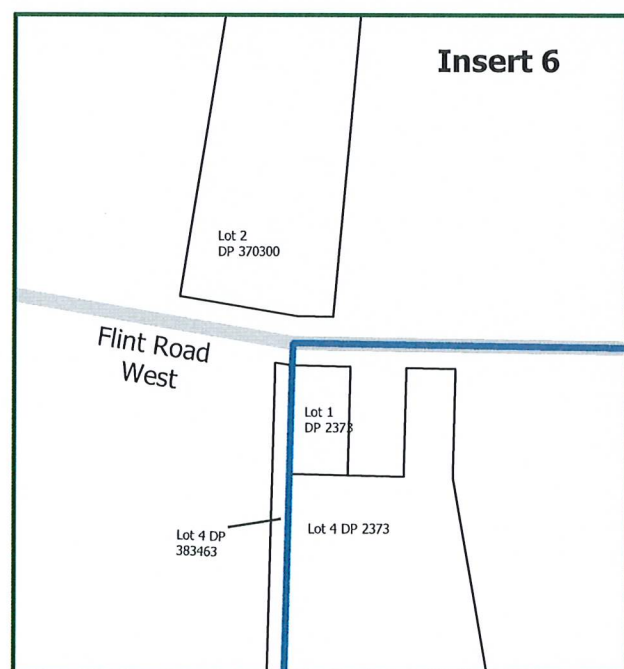 Insert 6
Lot 2
DP 370300
Flint Road
West
Lot 1
DP 2373
Lot 4 DP
383463
Lot 4 DP 2373